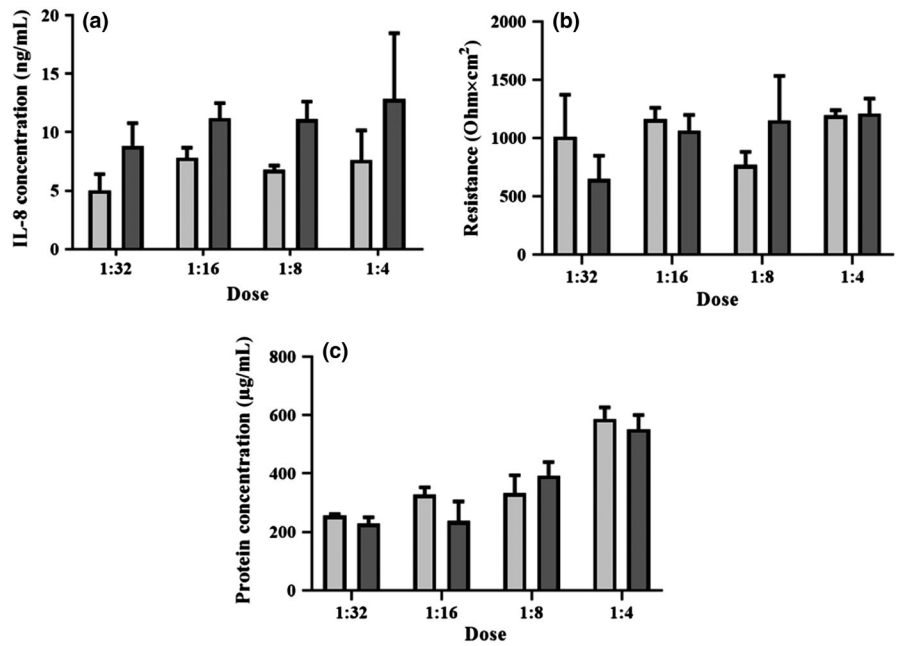 (a)
IL-8 concentration (ng/mL)
20
15
10
5
0
1:32 1:16 1:8 1:4
Dose
(b)
Resistance (Ohm×cm²)
2000
1500
1000
500
0
1:32 1:16 1:8 1:4
Dose
(c)
Protein concentration (µg/mL)
800
600
400
200
0
1:32 1:16 1:8 1:4
Dose